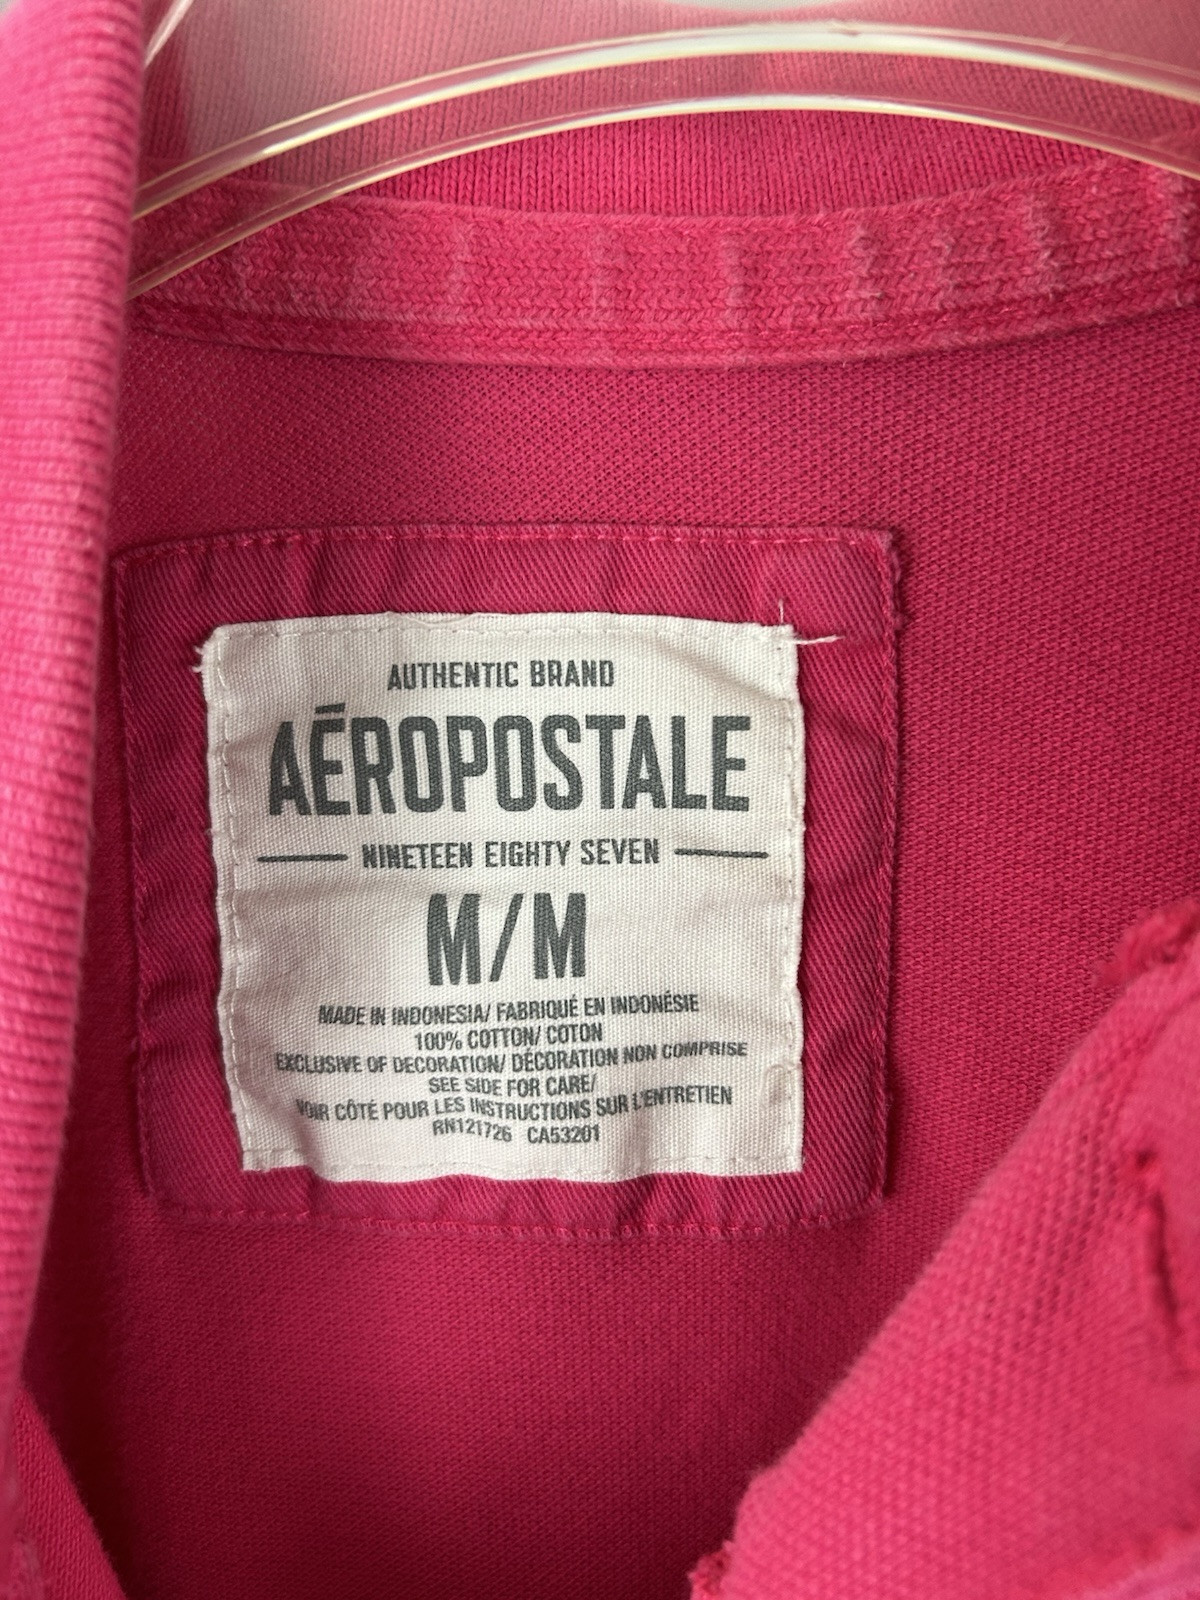 AUTHENTIC BRAND
AÉROPOSTALE
NINETEEN EIGHTY SEVEN
M/M
MADE IN INDONESIA/ FABRIQUÉ EN INDONÉSIE
100% COTTON/ COTON
EXCLUSIVE OF DECORATION/ DÉCORATION NON COMPRISE
SEE SIDE FOR CARE/
VOIR CÔTÉ POUR LES INSTRUCTIONS SUR L'ENTRETIEN
RN121726 CA53201